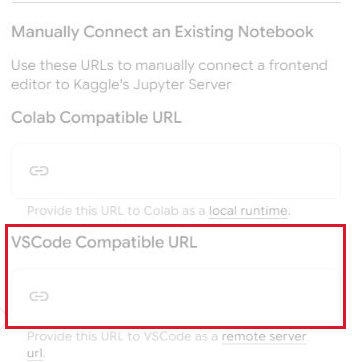 Manually Connect an Existing Notebook
Use these URLs to manually connect a frontend
editor to Kaggle's Jupyter Server
Colab Compatible URL
Provide this URL to Colab as a local runtime.
VSCode Compatible URL
Provide this URL to VSCode as a remote server
url.